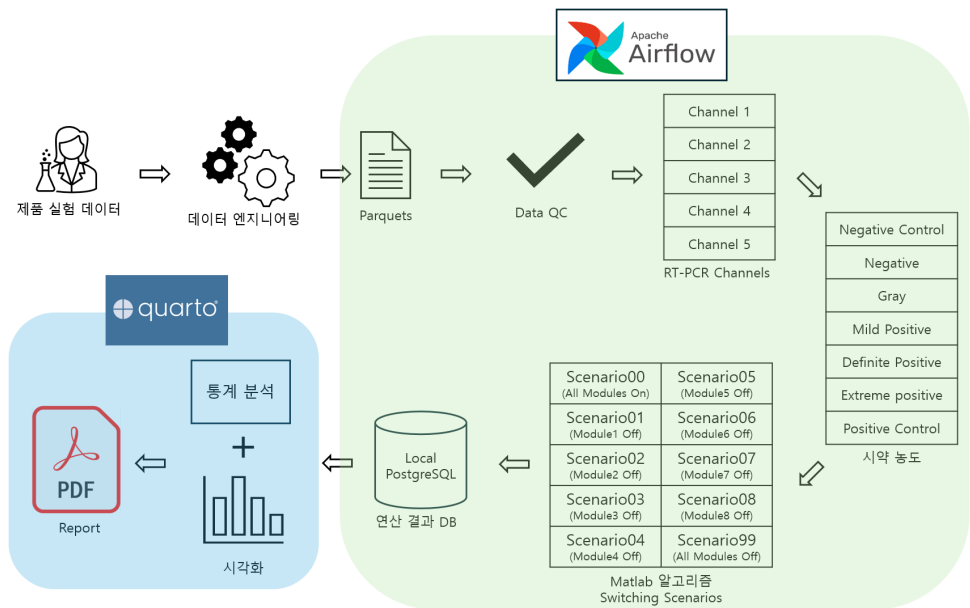 Apache
Airflow
제품 실험 데이터
데이터 엔지니어링
Parquets
Data QC
Channel 1
Channel 2
Channel 3
Channel 4
Channel 5
RT-PCR Channels
Negative Control
Negative
Gray
Mild Positive
Definite Positive
Extreme positive
Positive Control
시약 농도
Scenario00
(All Modules On)
Scenario05
(Module5 Off)
Scenario01
(Module1 Off)
Scenario06
(Module6 Off)
Scenario02
(Module2 Off)
Scenario07
(Module7 Off)
Scenario03
(Module3 Off)
Scenario08
(Module8 Off)
Scenario04
(Module4 Off)
Scenario99
(All Modules Off)
Matlab 알고리즘
Switching Scenarios
Local
PostgreSQL
연산 결과 DB
quarto
통계 분석
+
시각화
PDF
Report